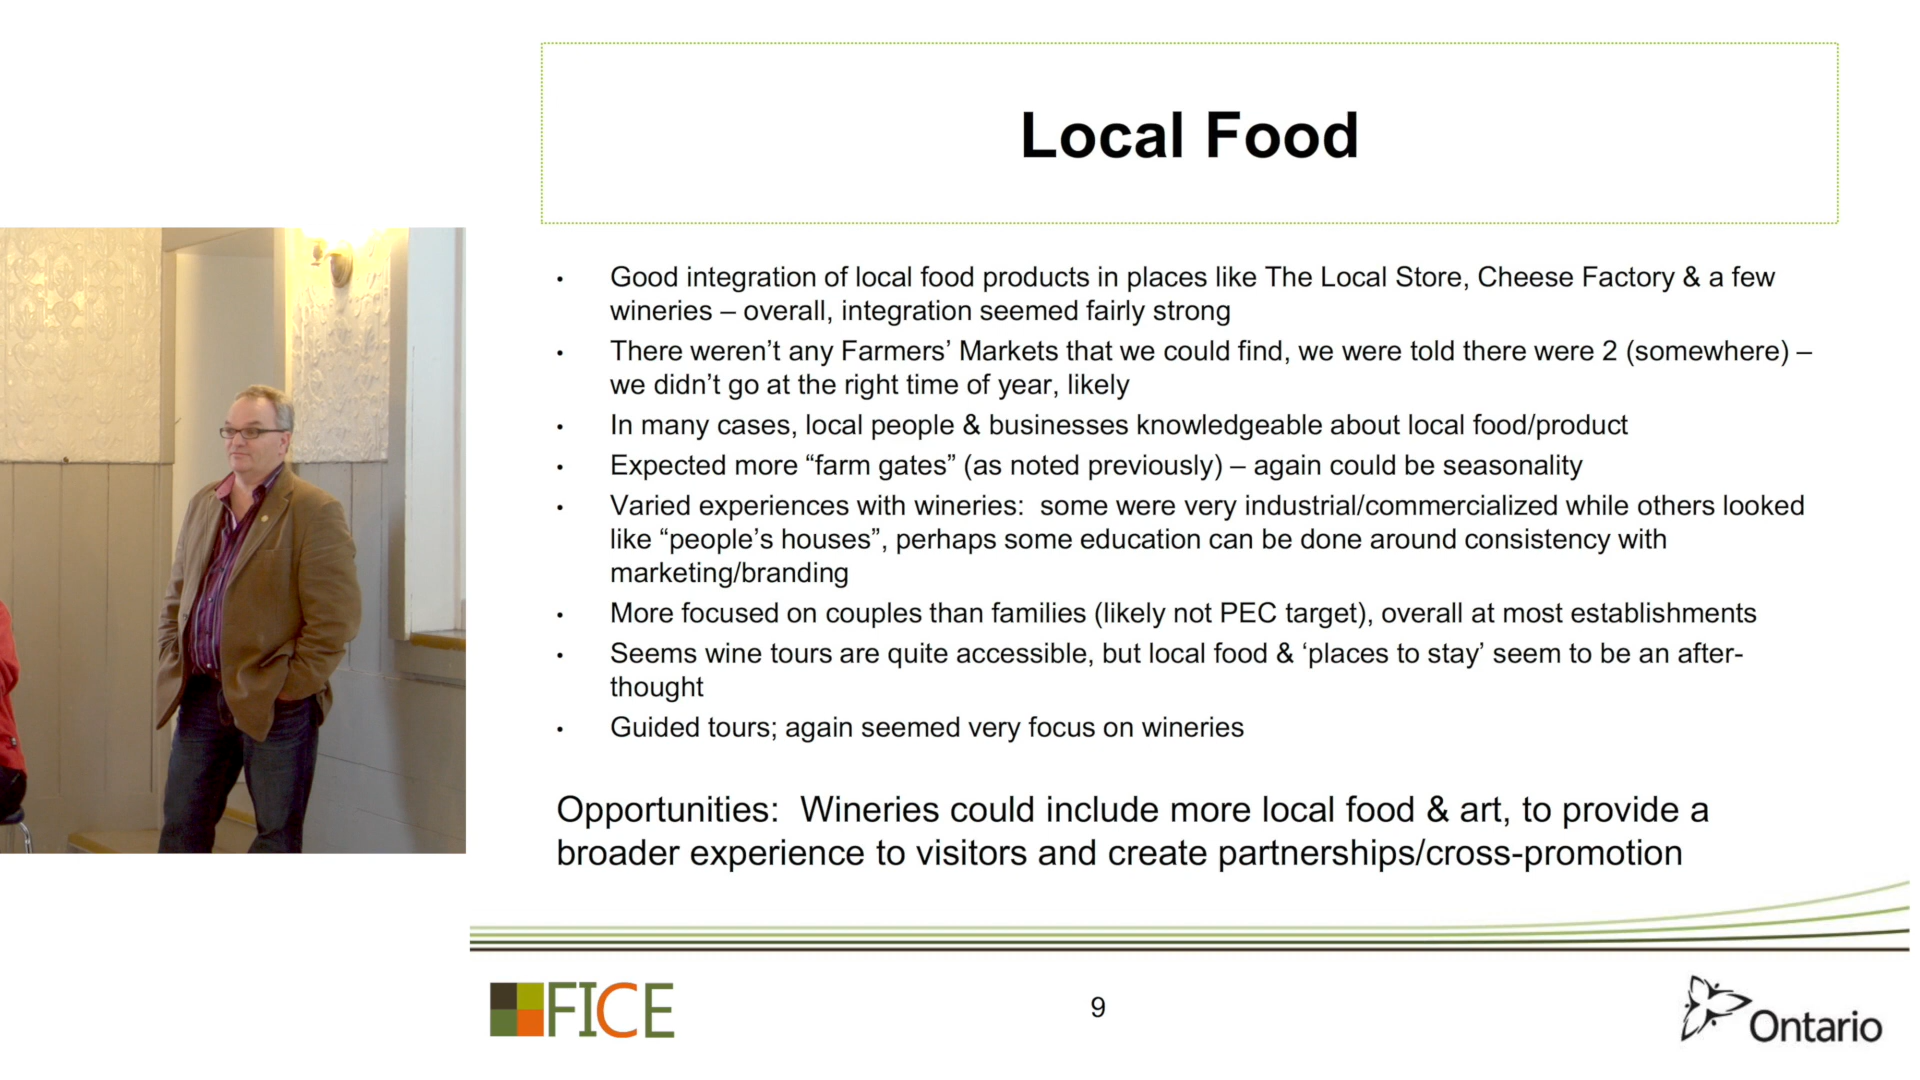 Local Food
• Good integration of local food products in places like The Local Store, Cheese Factory & a few
wineries – overall, integration seemed fairly strong
• There weren’t any Farmers’ Markets that we could find, we were told there were 2 (somewhere) –
we didn’t go at the right time of year, likely
• In many cases, local people & businesses knowledgeable about local food/product
• Expected more “farm gates” (as noted previously) – again could be seasonality
• Varied experiences with wineries:  some were very industrial/commercialized while others looked
like “people’s houses”, perhaps some education can be done around consistency with
marketing/branding
• More focused on couples than families (likely not PEC target), overall at most establishments
• Seems wine tours are quite accessible, but local food & ‘places to stay’ seem to be an after-
thought
• Guided tours; again seemed very focus on wineries
Opportunities:  Wineries could include more local food & art, to provide a
broader experience to visitors and create partnerships/cross-promotion
FICE
9
Ontario